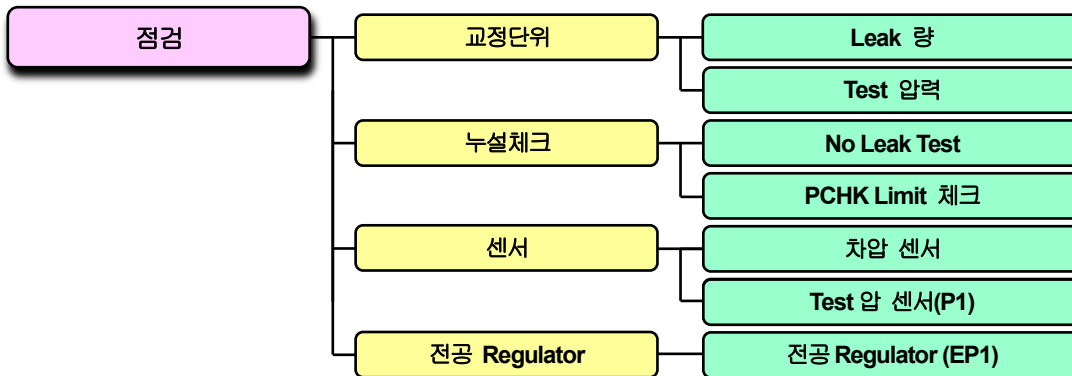 점검
교정단위
Leak 량
Test 압력
누설체크
No Leak Test
PCHK Limit 체크
센서
차압 센서
Test 압 센서(P1)
전공 Regulator
전공 Regulator (EP1)